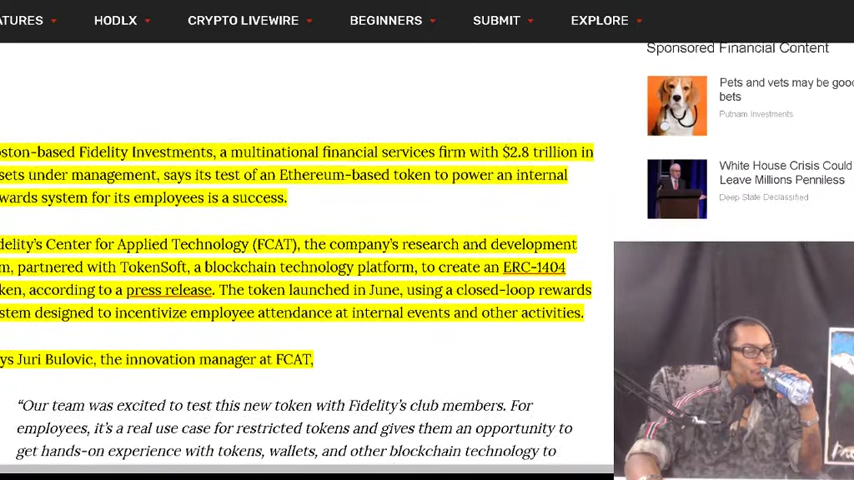 ATURES HODLX CRYPTO LIVEWIRE BEGINNERS SUBMIT EXPLORE
Sponsored Financial Content
Pets and vets may be good
bets
Putnam Investments
White House Crisis Could
Leave Millions Penniless
Deep State Declassified
ston-based Fidelity Investments, a multinational financial services firm with $2.8 trillion in
sets under management, says its test of an Ethereum-based token to power an internal
wards system for its employees is a success.
delity's Center for Applied Technology (FCAT), the company's research and development
m, partnered with TokenSoft, a blockchain technology platform, to create an ERC-1404
ken, according to a press release. The token launched in June, using a closed-loop rewards
stem designed to incentivize employee attendance at internal events and other activities.
ys Juri Bulovic, the innovation manager at FCAT,
“Our team was excited to test this new token with Fidelity’s club members. For
employees, it’s a real use case for restricted tokens and gives them an opportunity to
get hands-on experience with tokens, wallets, and other blockchain technology to